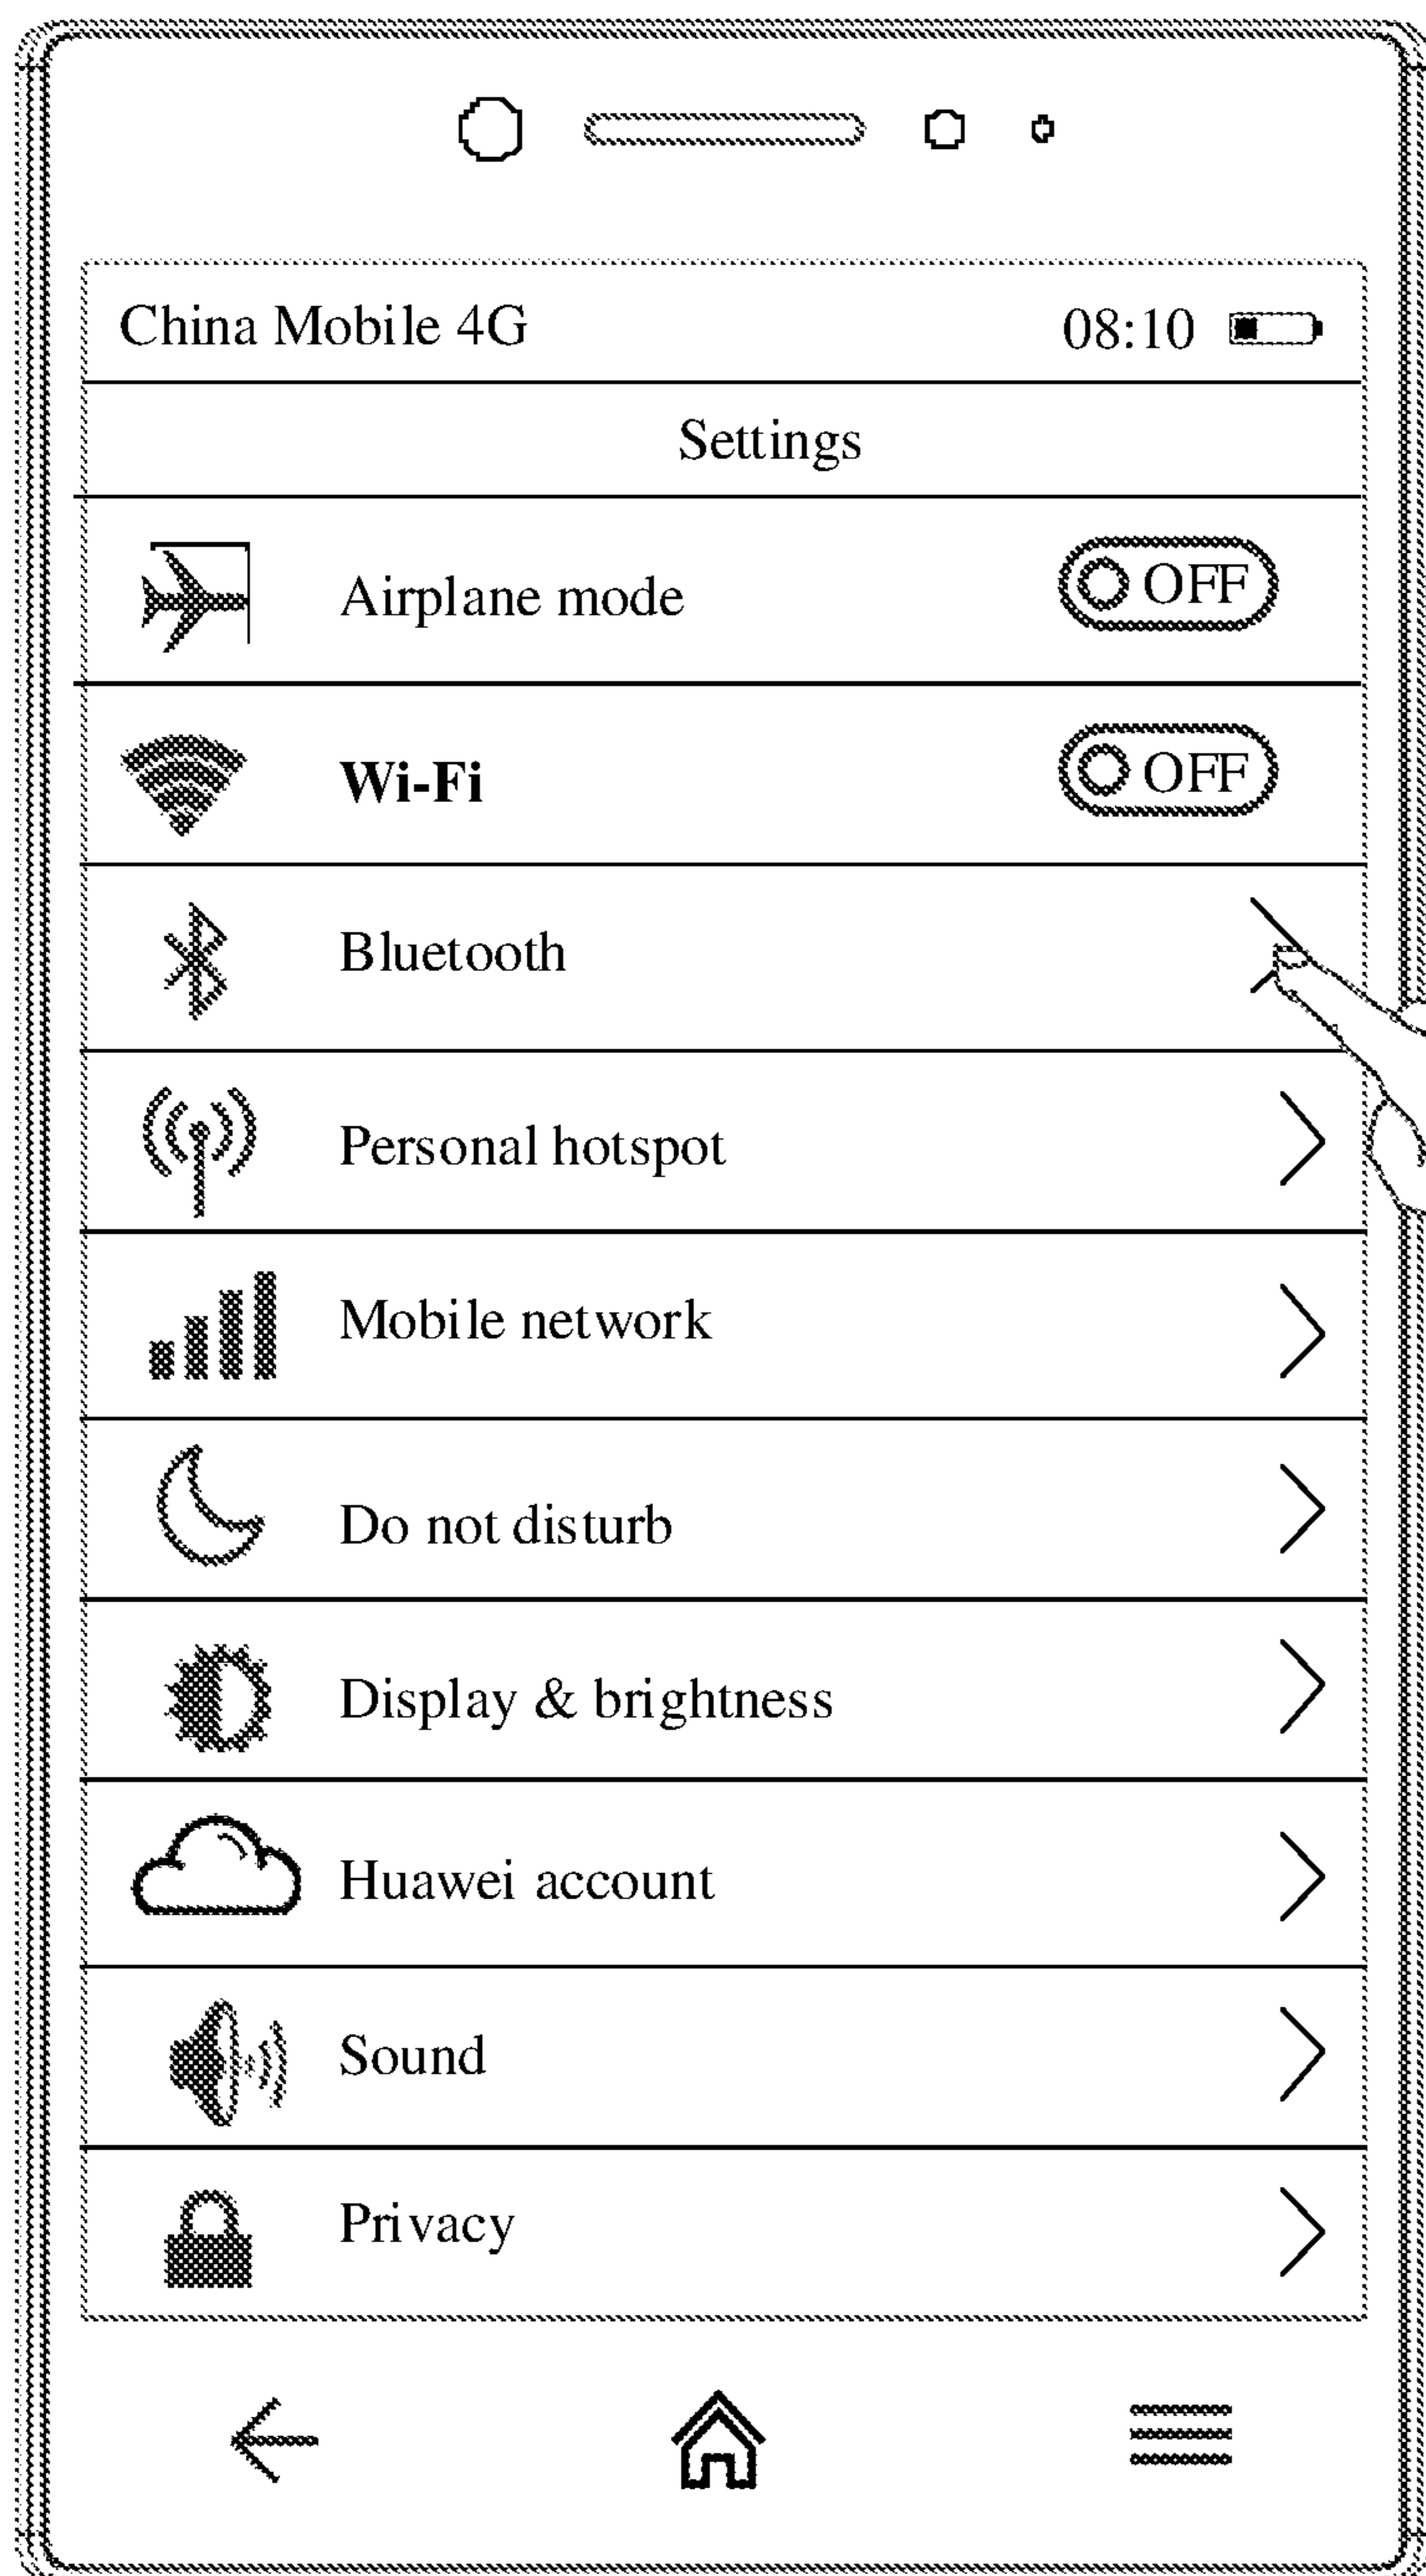 China Mobile 4G 08:10
Settings
Airplane mode OFF
Wi-Fi OFF
Bluetooth
Personal hotspot
Mobile network
Do not disturb
Display & brightness
Huawei account
Sound
Privacy